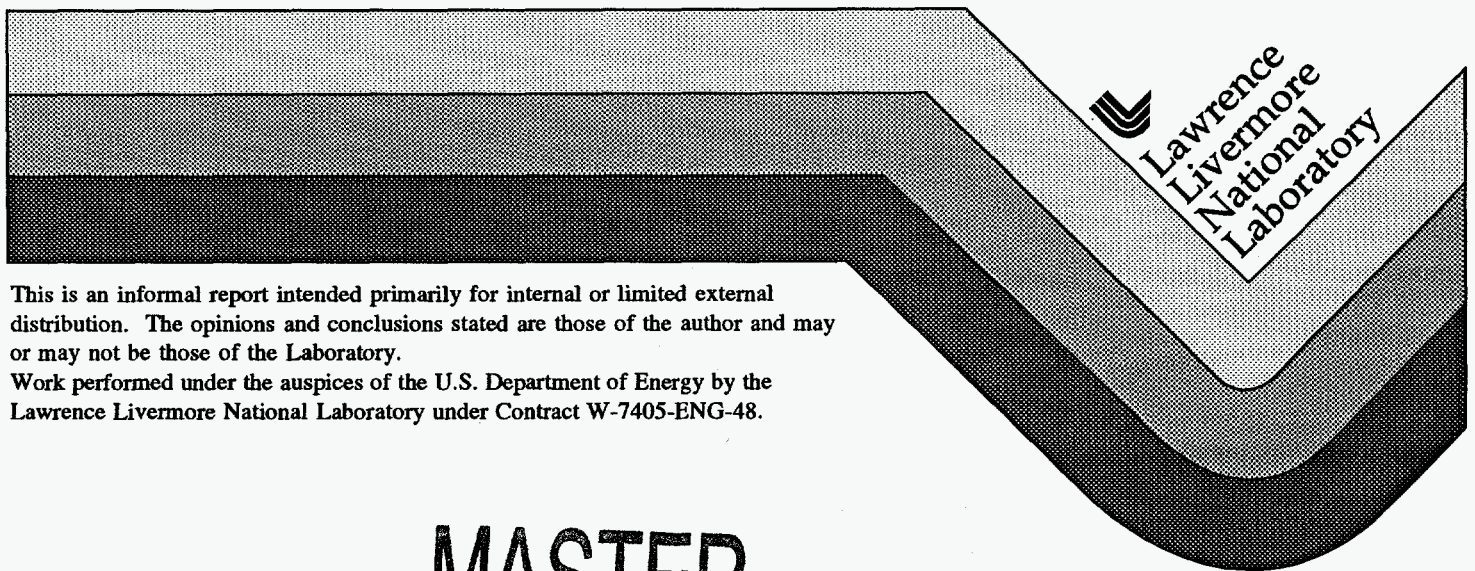 Lawrence
Livermore
National
Laboratory
This is an informal report intended primarily for internal or limited external
distribution. The opinions and conclusions stated are those of the author and may
or may not be those of the Laboratory.
Work performed under the auspices of the U.S. Department of Energy by the
Lawrence Livermore National Laboratory under Contract W-7405-ENG-48.
MASTER